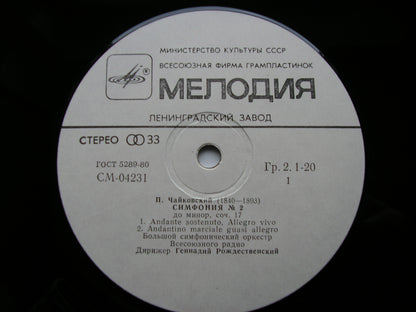 МИНИСТЕРСТВО КУЛЬТУРЫ СССР
ВСЕСОЮЗНАЯ ФИРМА ГРАМПЛАСТИНОК
МЕЛОДИЯ
ЛЕНИНГРАДСКИЙ ЗАВОД
СТЕРЕО 33
ГОСТ 5289-80
СМ-04231
Гр. 2. 1-20
1
П. Чайковский (1840—1893)
СИМФОНИЯ № 2
до минор, соч. 17
1. Andante sostenuto. Allegro vivo
2. Andantino marciale guasi allegro
Большой симфонический оркестр
Всесоюзного радио
Дирижер Геннадий Рождественский